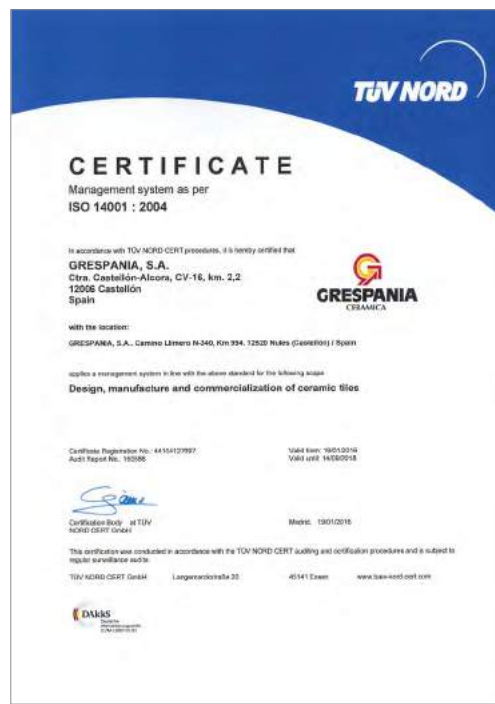 TÜV NORD
CERTIFICATE
Management system as per
ISO 14001 : 2004
In accordance with TÜV NORD CERT procedures, it is hereby certified that
GRESPANIA, S.A.
Ctra. Castellón-Alcora, CV-16, km. 2,2
12006 Castellón
Spain
GRESPANIA
CERAMICA
with the location:
GRESPANIA, S.A., Camino Llimero N-340, Km 954, 12520 Nules (Castellón) / Spain
applies a management system in line with the above standard for the following scope
Design, manufacture and commercialization of ceramic tiles
Certificate Registration No.:
Audit Report No.
Valid from: 19/01/2016
Valid until:
Certification Body at TÜV
NORD CERT GmbH
Madrid, 19/01/2016
This certification was conducted in accordance with the TÜV NORD CERT auditing and certification procedures and is subject to
regular surveillance audits.
TÜV NORD CERT GmbH Langemarckstraße 20 45141 Essen www.tuev-nord-cert.com
DAkkS
Deutsche
Akkreditierungsstelle